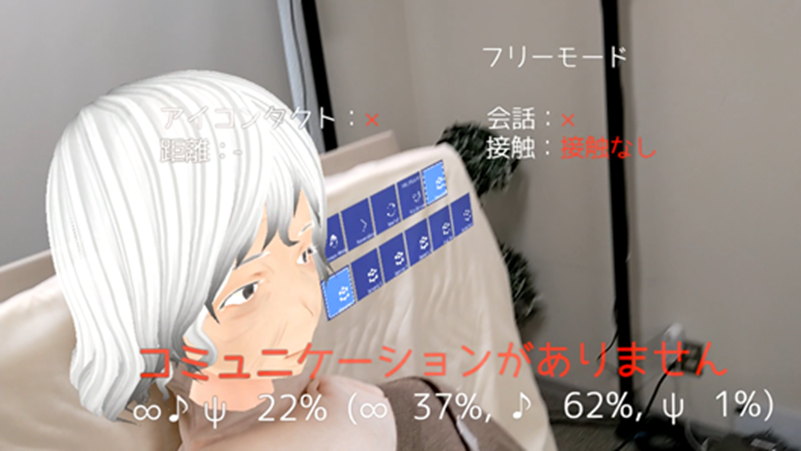 フリーモード
アイコンタクト:×
会話:×
距離:-
接触:接触なし
コミュニケーションがありません
∞♪ψ 22% (∞ 37%, ♪ 62%, ψ 1%)